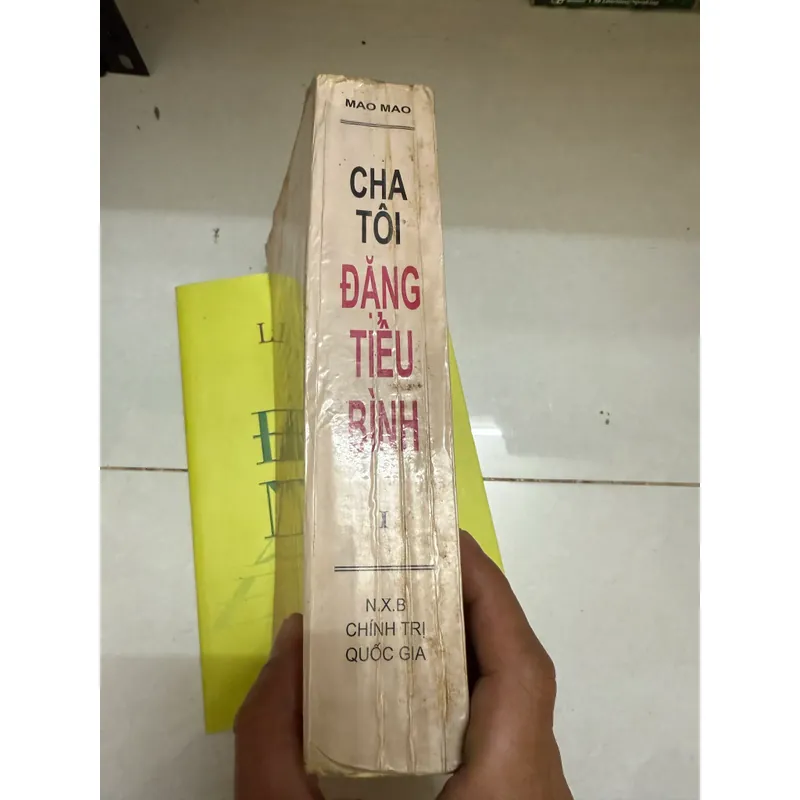 MAO MAO
CHA
TÔI
ĐẶNG
TIỂU
BÌNH
I
N.X.B
CHÍNH TRỊ
QUỐC GIA